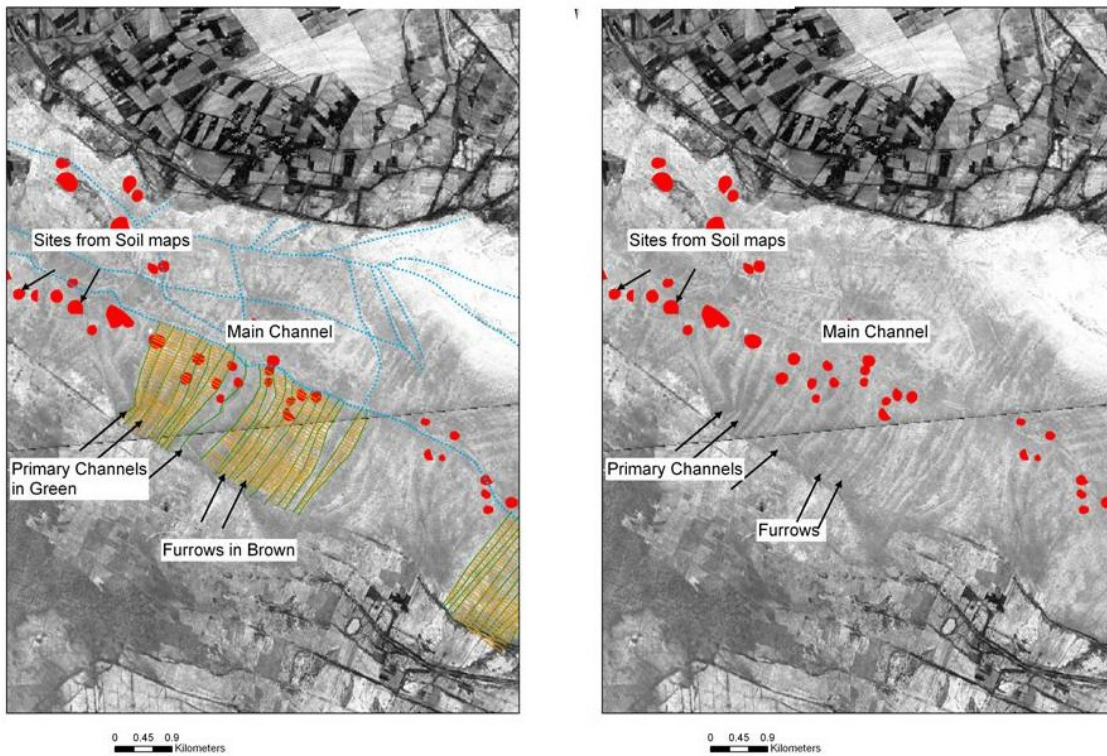 Sites from Soil maps
Main Channel
Primary Channels
in Green
Furrows in Brown
0 0.45 0.9
Kilometers
Sites from Soil maps
Main Channel
Primary Channels
Furrows
0 0.45 0.9
Kilometers